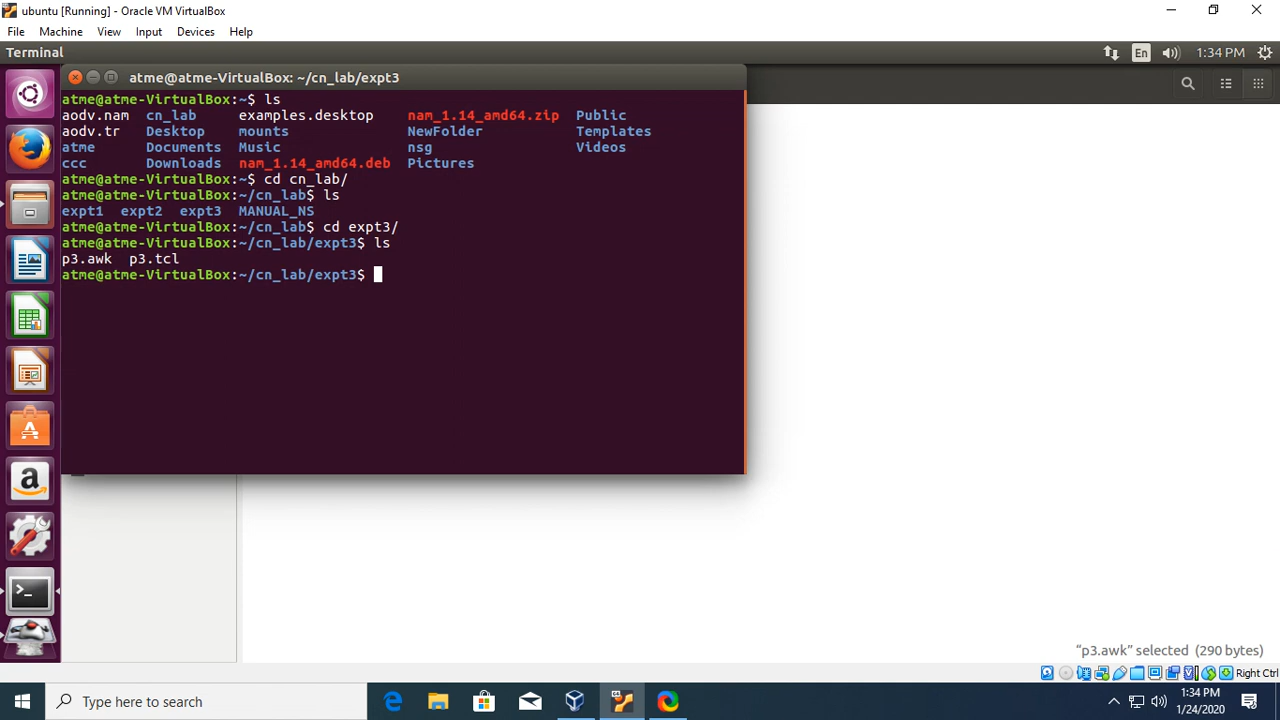 ubuntu [Running] - Oracle VM VirtualBox
File Machine View Input Devices Help
Terminal En 1:34 PM
atme@atme-VirtualBox: ~/cn_lab/expt3
atme@atme-VirtualBox:~$ ls
aodv.nam cn_lab examples.desktop nam_1.14_amd64.zip Public
aodv.tr Desktop mounts NewFolder Templates
atme Documents Music nsg Videos
ccc Downloads nam_1.14_amd64.deb Pictures
atme@atme-VirtualBox:~$ cd cn_lab/
atme@atme-VirtualBox:~/cn_lab$ ls
expt1 expt2 expt3 MANUAL_NS
atme@atme-VirtualBox:~/cn_lab$ cd expt3/
atme@atme-VirtualBox:~/cn_lab/expt3$ ls
p3.awk p3.tcl
atme@atme-VirtualBox:~/cn_lab/expt3$
“p3.awk” selected (290 bytes)
Right Ctrl
Type here to search
1:34 PM
1/24/2020